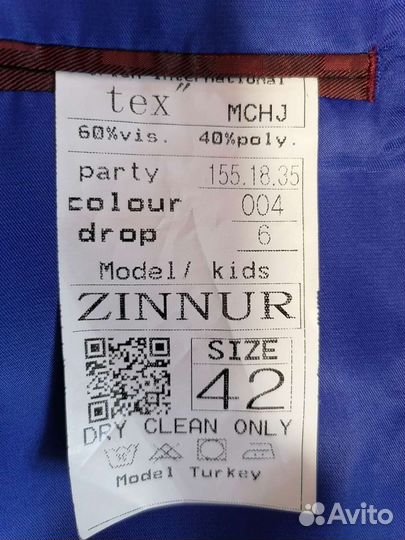 International
tex" MCHJ
60%vis. 40%poly.
party 155.18.35
colour 004
drop 6
Model/ kids
ZINNUR
SIZE
42
DRY CLEAN ONLY
Model Turkey
Avito